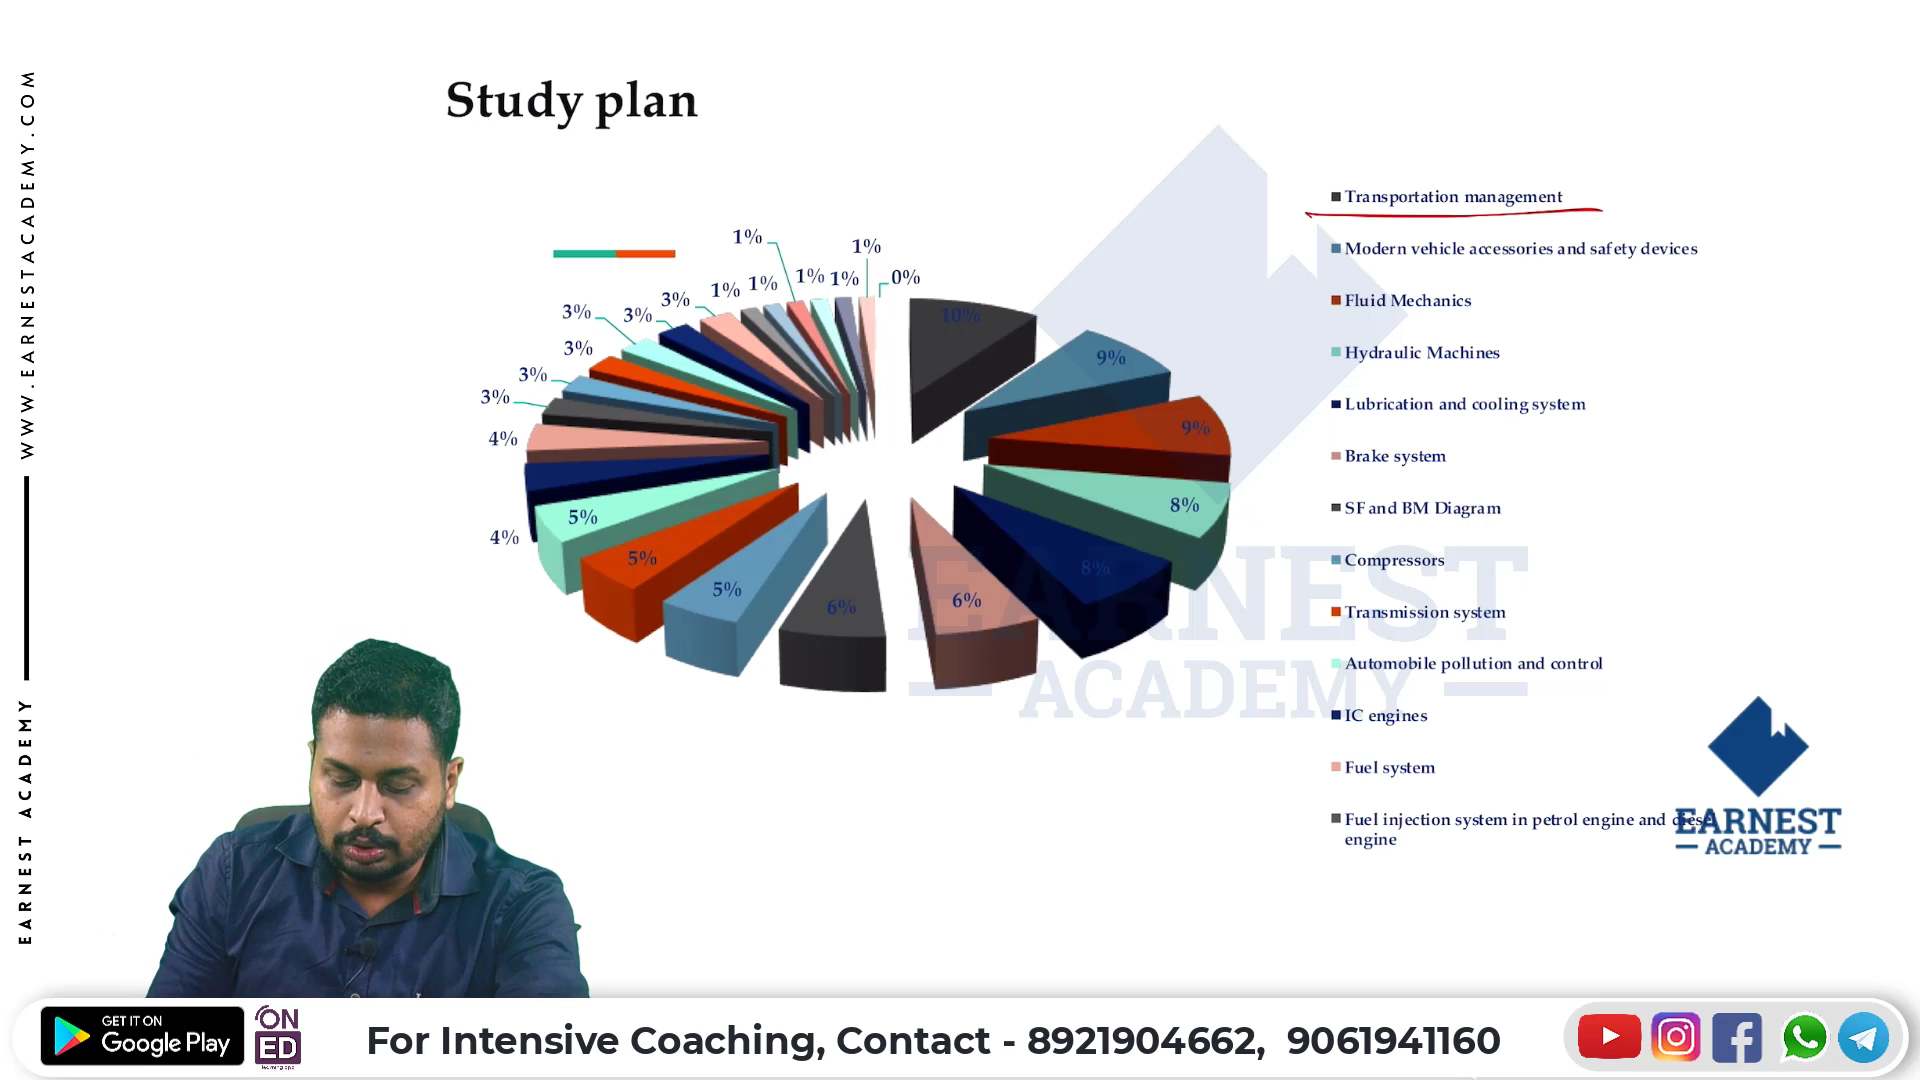 WWW.EARNESTACADEMY.COM
EARNEST ACADEMY
Study plan
1%
1%
0%
1%
1%
1%
1%
3%
3%
3%
3%
3%
3%
4%
4%
5%
5%
5%
6%
6%
8%
8%
9%
9%
10%
Transportation management
Modern vehicle accessories and safety devices
Fluid Mechanics
Hydraulic Machines
Lubrication and cooling system
Brake system
SF and BM Diagram
Compressors
Transmission system
Automobile pollution and control
IC engines
Fuel system
Fuel injection system in petrol engine and diesel
engine
EARNEST
ACADEMY
EARNEST
ACADEMY
GET IT ON
Google Play
ON
ED
For Intensive Coaching, Contact - 8921904662, 9061941160